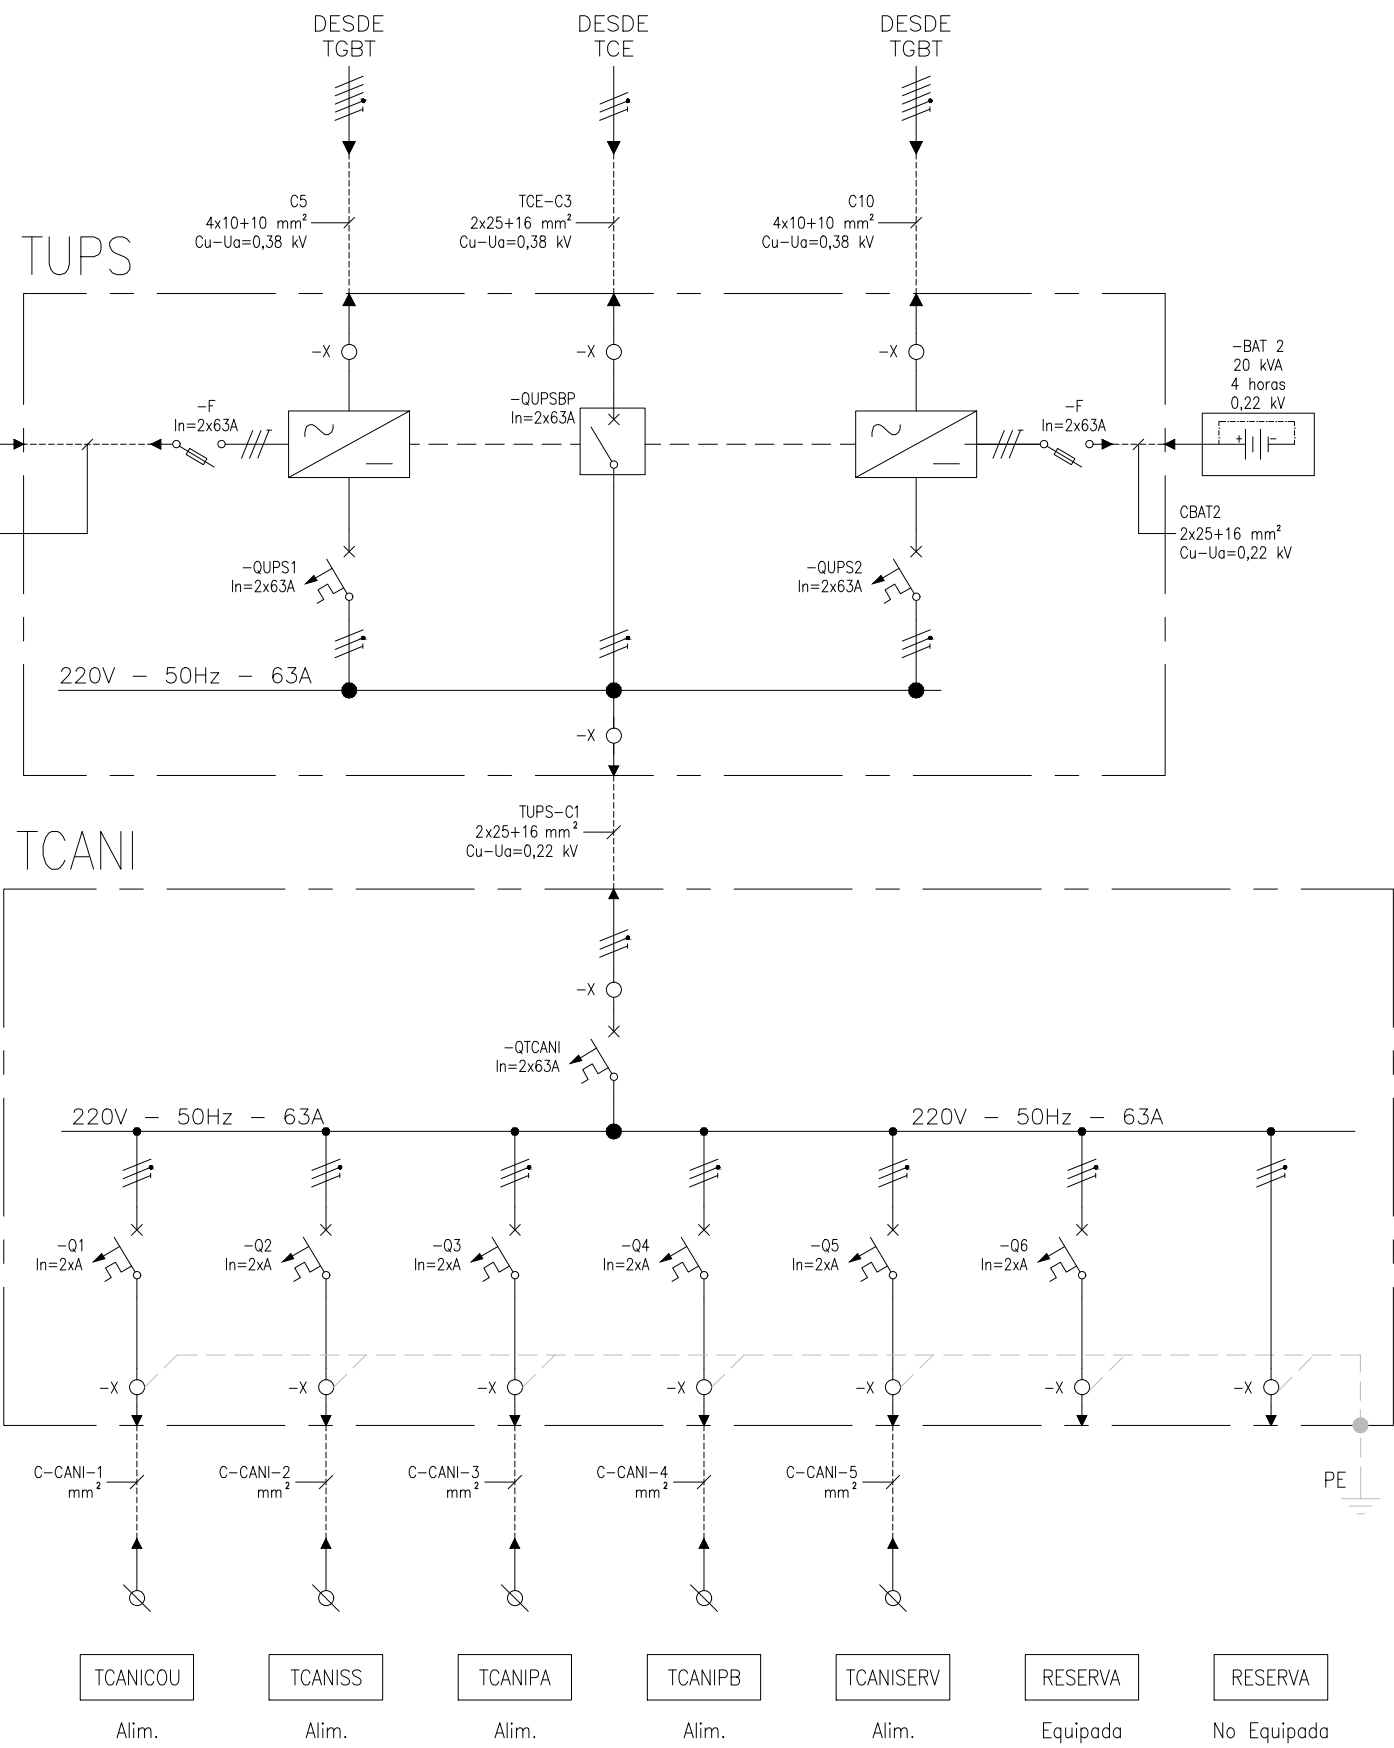 DESDE
TGBT
DESDE
TCE
DESDE
TGBT
C5
4x10+10 mm²
Cu-Ua=0,38 kV
TCE-C3
2x25+16 mm²
Cu-Ua=0,38 kV
C10
4x10+10 mm²
Cu-Ua=0,38 kV
TUPS
-X
-X
-X
-BAT 2
20 kVA
4 horas
0,22 kV
-F
In=2x63A
-QUPSBP
In=2x63A
-F
In=2x63A
+
-
CBAT2
2x25+16 mm²
Cu-Ua=0,22 kV
-QUPS1
In=2x63A
-QUPS2
In=2x63A
220V - 50Hz - 63A
-X
TUPS-C1
2x25+16 mm²
Cu-Ua=0,22 kV
TCANI
-X
-QTCANI
In=2x63A
220V - 50Hz - 63A
220V - 50Hz - 63A
-Q1
In=2xA
-Q2
In=2xA
-Q3
In=2xA
-Q4
In=2xA
-Q5
In=2xA
-Q6
In=2xA
-X
-X
-X
-X
-X
-X
-X
C-CANI-1
mm²
C-CANI-2
mm²
C-CANI-3
mm²
C-CANI-4
mm²
C-CANI-5
mm²
PE
TCANICOU
TCANISS
TCANIPA
TCANIPB
TCANISERV
RESERVA
RESERVA
Alim.
Alim.
Alim.
Alim.
Alim.
Equipada
No Equipada